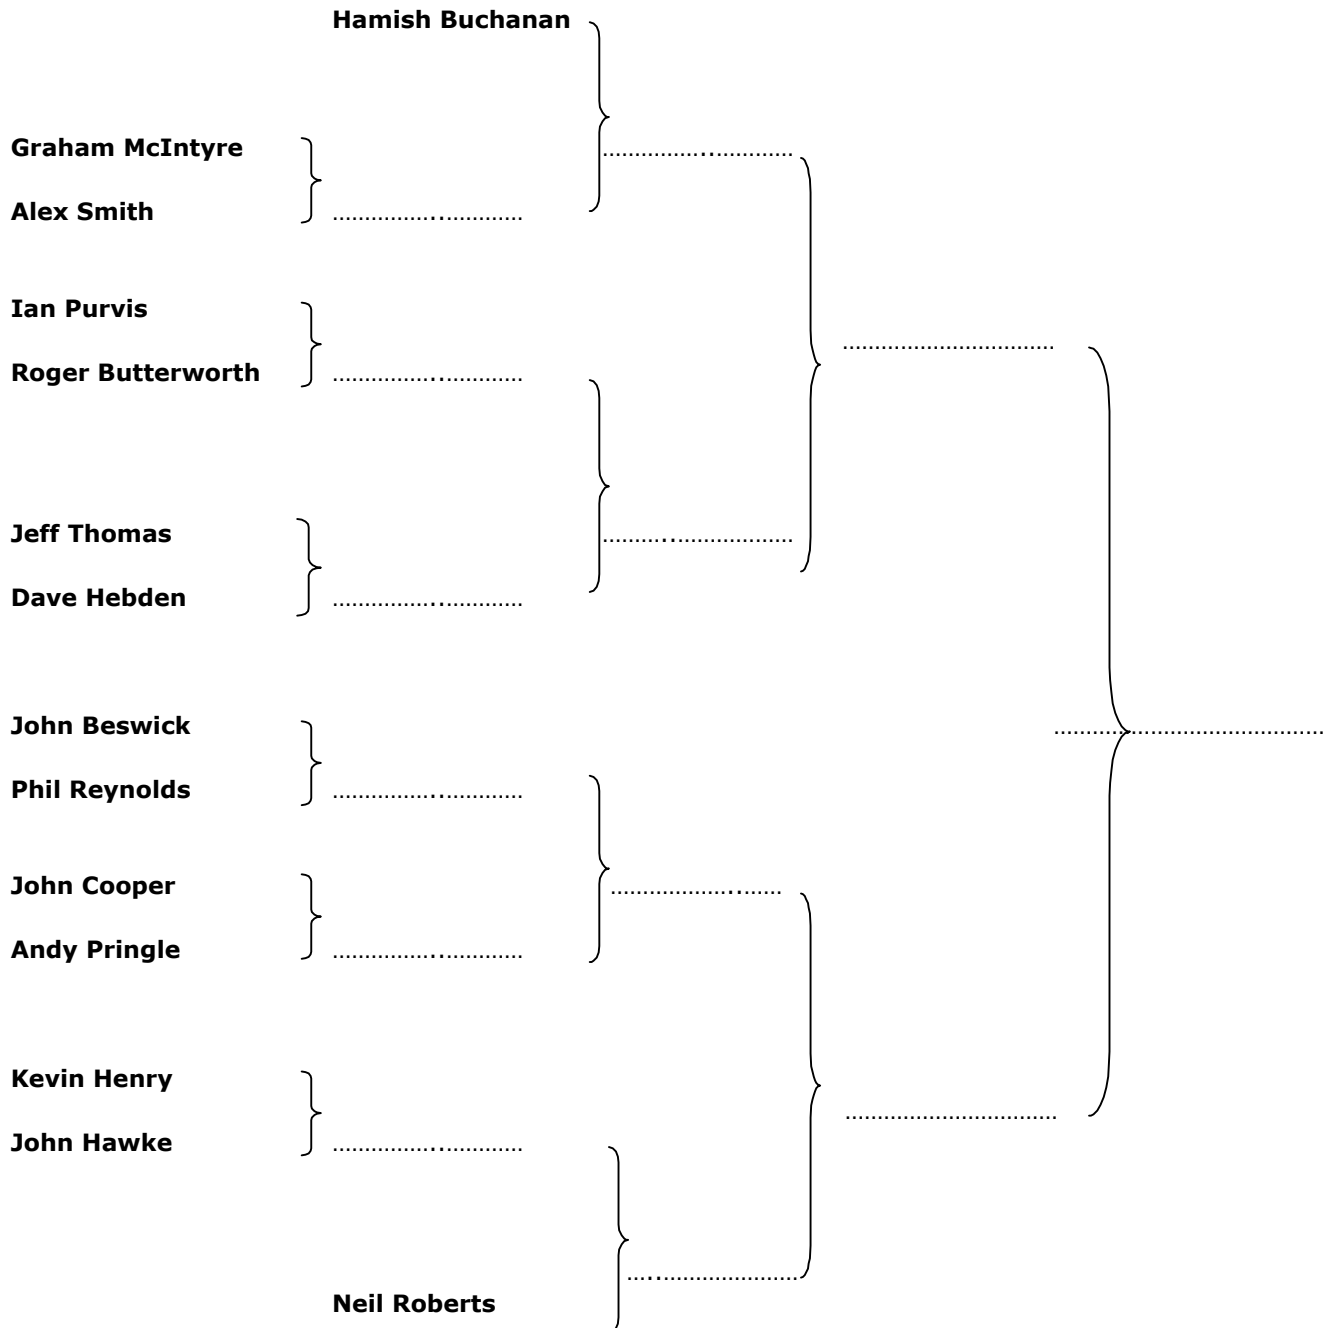 Hamish Buchanan
Graham McIntyre
Alex Smith
Ian Purvis
Roger Butterworth
Jeff Thomas
Dave Hebden
John Beswick
Phil Reynolds
John Cooper
Andy Pringle
Kevin Henry
John Hawke
Neil Roberts